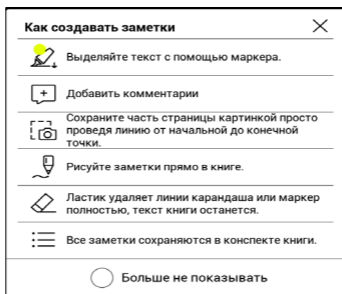 Как создавать заметки
Выделяйте текст с помощью маркера.
Добавить комментарии
Сохраните часть страницы картинкой просто
проведя линию от начальной до конечной
точки.
Рисуйте заметки прямо в книге.
Ластик удаляет линии карандаша или маркер
полностью, текст книги останется.
Все заметки сохраняются в конспекте книги.
Больше не показывать